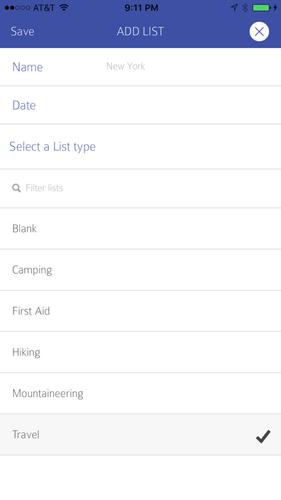 AT&T 9:11 PM
Save ADD LIST
Name New York
Date
Select a List type
Filter lists
Blank
Camping
First Aid
Hiking
Mountaineering
Travel